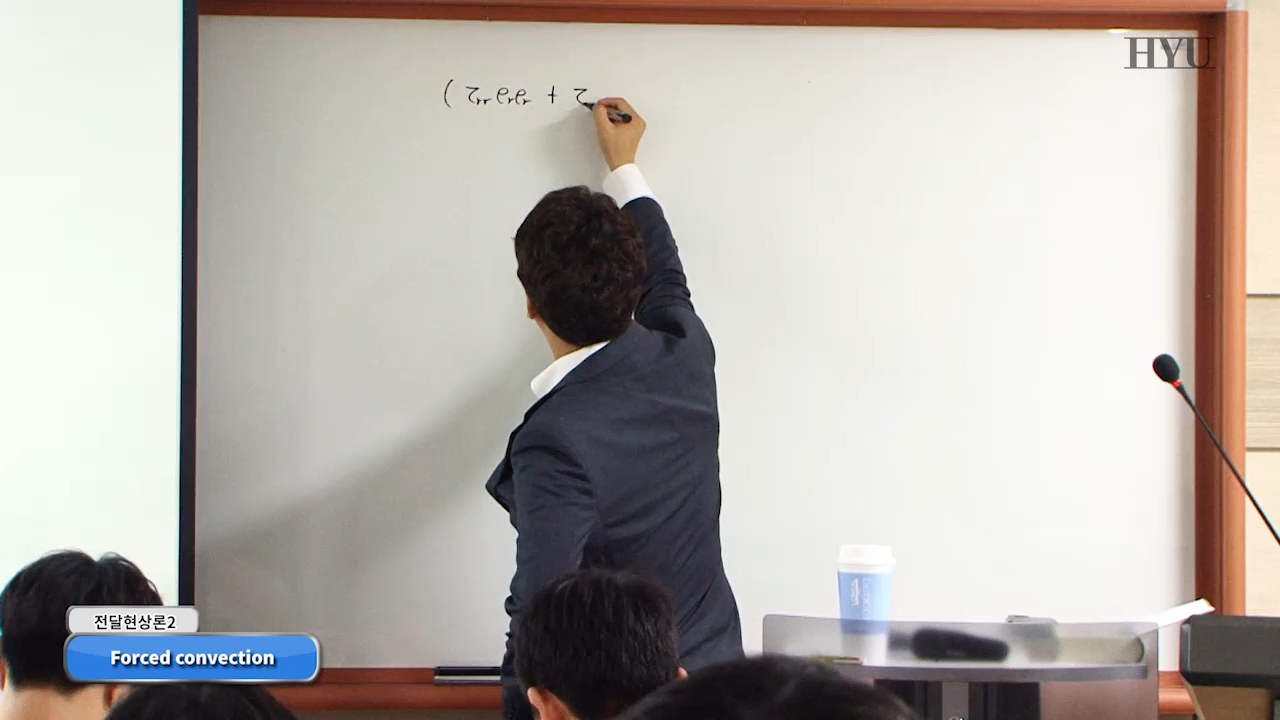 HYU
( τrr erer + τ
전달현상론2
Forced convection